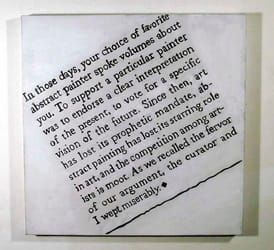 In those days, your choice of favorite
abstract painter spoke volumes about
you. To support a particular painter
was to endorse a clear interpretation
of the present, to vote for a specific
vision of the future. Since then, art
has lost its prophetic mandate, ab-
stract painting has lost its starring role
in art, and the competition among art-
ists is moot. As we recalled the fervor
of our argument, the curator and
I wept miserably. ◆